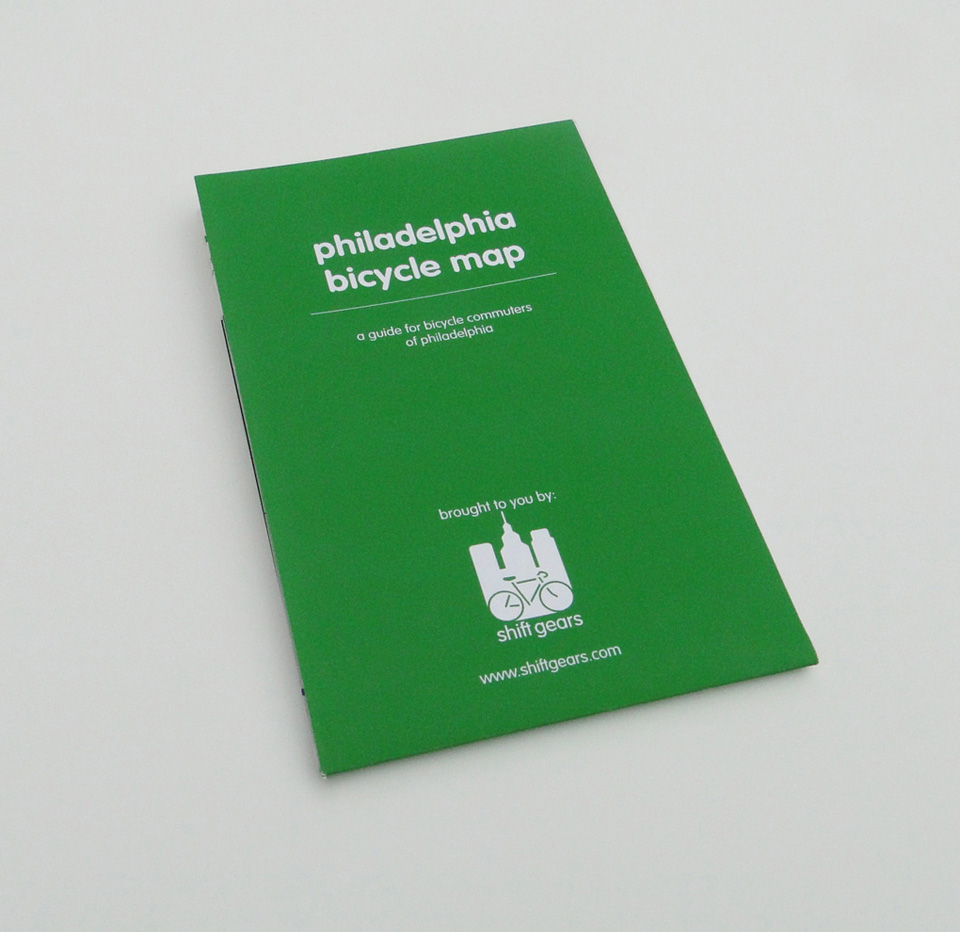 philadelphia
bicycle map
a guide for bicycle commuters
of philadelphia
brought to you by:
shift gears
www.shiftgears.com